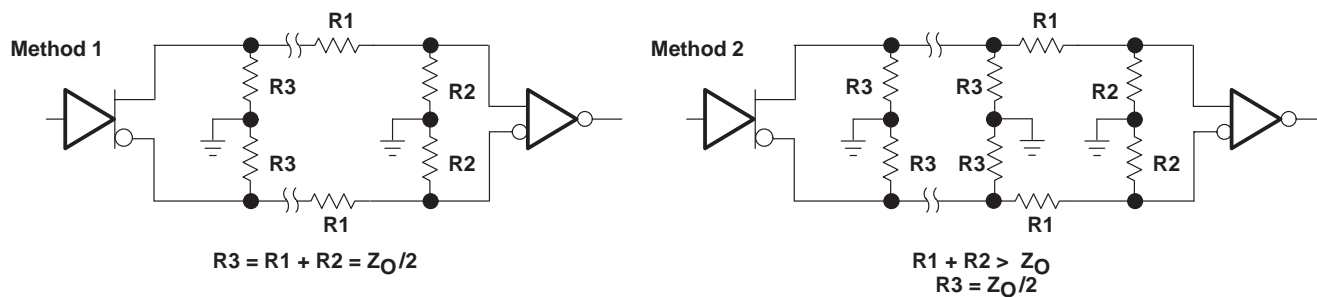 Method 1
R1
R3
R2
R3
R2
R1
R3 = R1 + R2 = ZO/2
Method 2
R1
R3
R3
R2
R3
R3
R2
R1
R1 + R2 > ZO
R3 = ZO/2